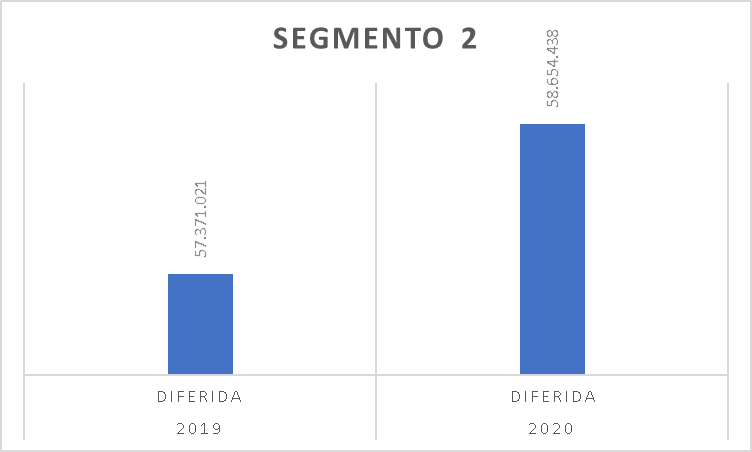 SEGMENTO 2
57.371.021
58.654.438
DIFERIDA
DIFERIDA
2019
2020